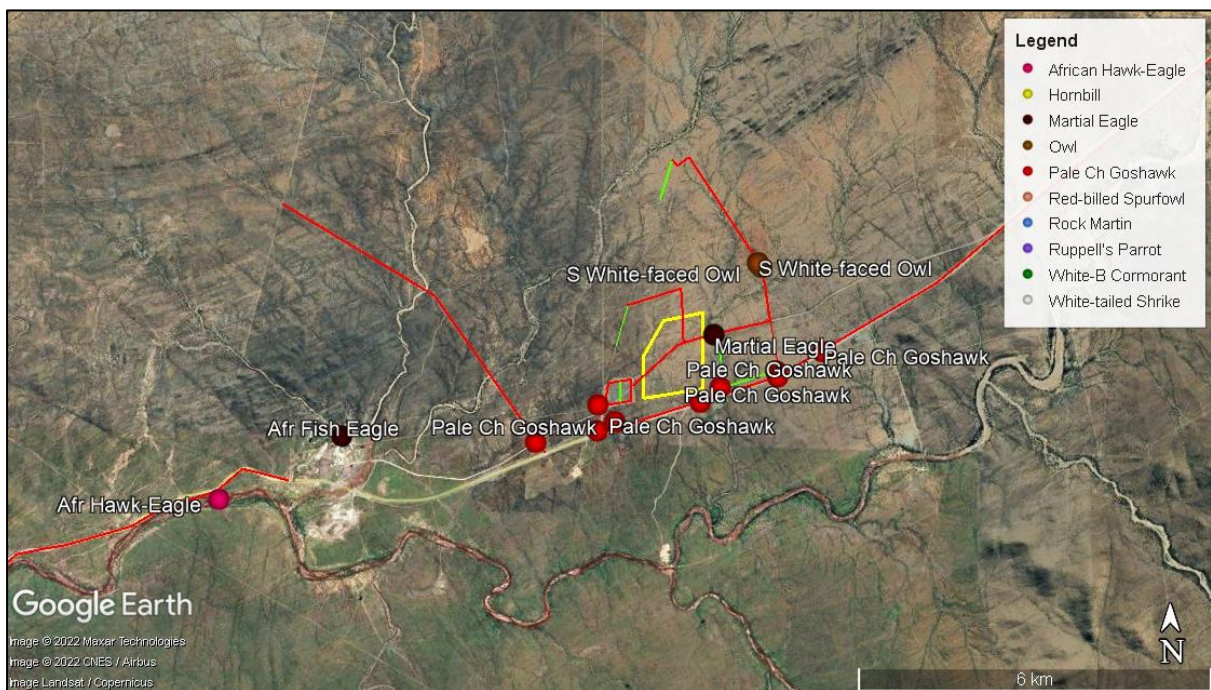 Legend
African Hawk-Eagle
Hornbill
Martial Eagle
Owl
Pale Ch Goshawk
Red-billed Spurfowl
Rock Martin
Ruppell's Parrot
White-B Cormorant
White-tailed Shrike
S White-faced Owl
S White-faced Owl
Martial Eagle
Pale Ch Goshawk
Pale Ch Goshawk
Pale Ch Goshawk
Afr Fish Eagle
Pale Ch Goshawk
Pale Ch Goshawk
Afr Hawk-Eagle
Google Earth
Image © 2022 Maxar Technologies
Image © 2022 CNES / Airbus
Image Landsat / Copernicus
N
6 km